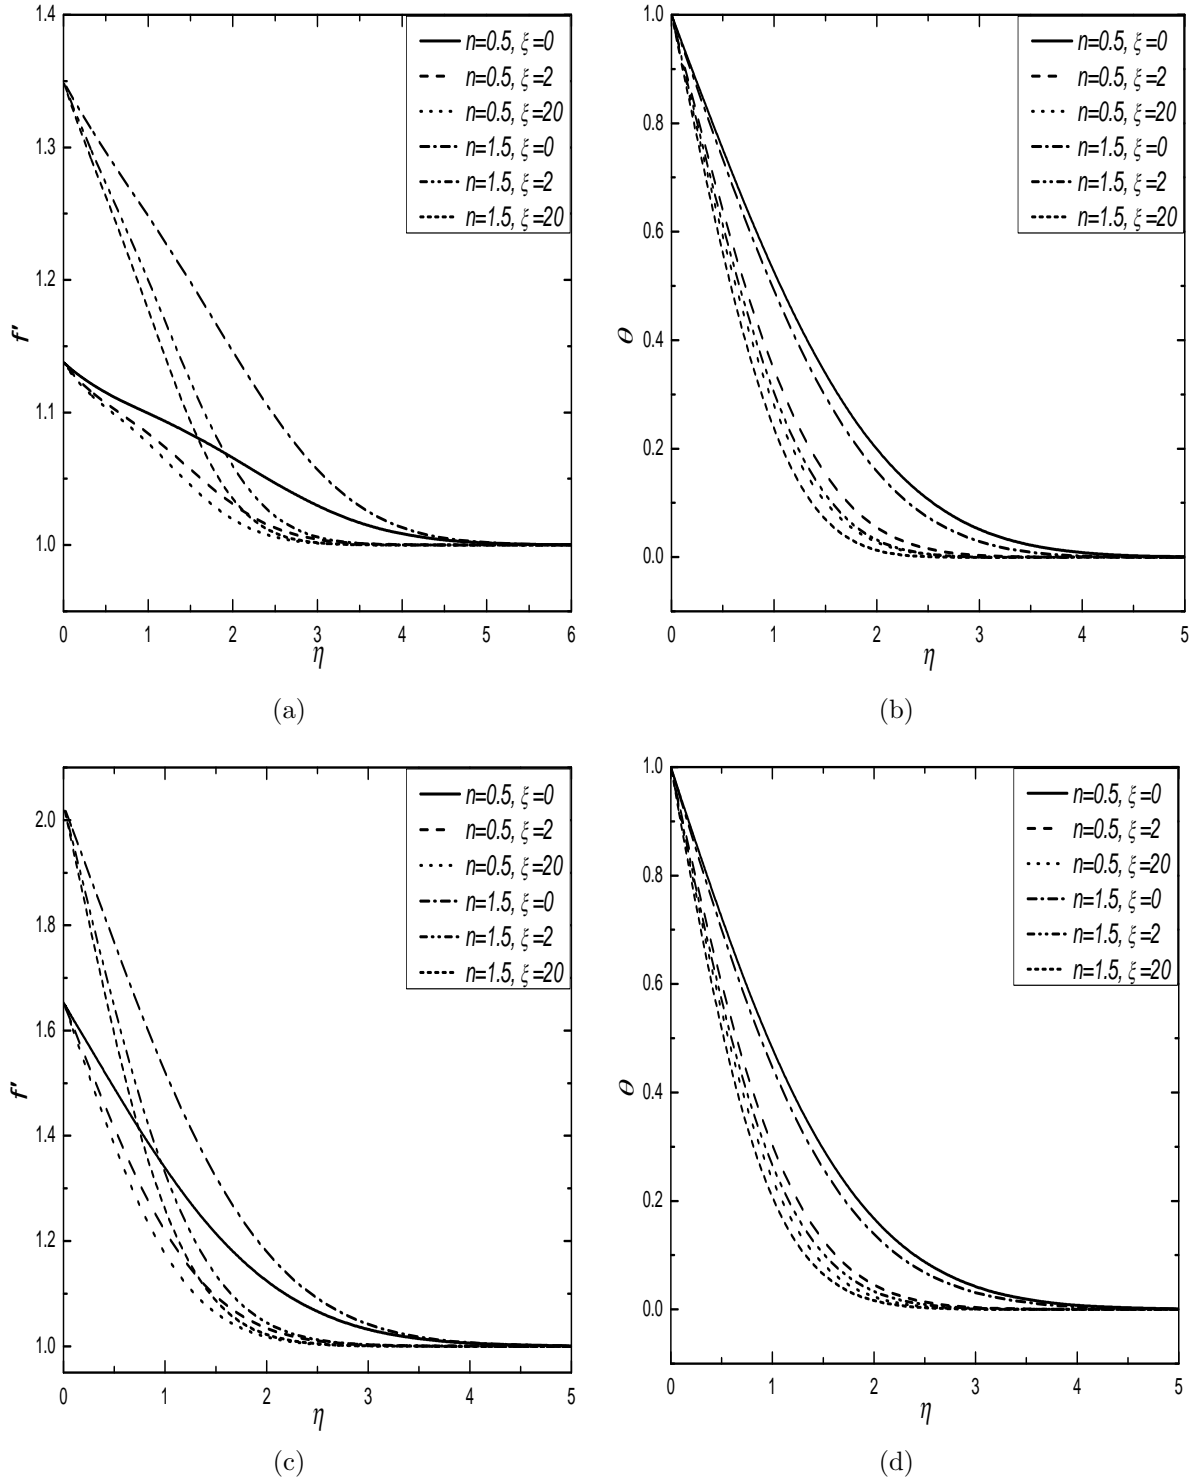 1.4
1.3
1.2
1.1
1.0
f'
0
1
2
3
4
5
6
η
n=0.5, ξ=0
n=0.5, ξ=2
n=0.5, ξ=20
n=1.5, ξ=0
n=1.5, ξ=2
n=1.5, ξ=20
(a)
1.0
0.8
0.6
0.4
0.2
0.0
θ
0
1
2
3
4
5
η
n=0.5, ξ=0
n=0.5, ξ=2
n=0.5, ξ=20
n=1.5, ξ=0
n=1.5, ξ=2
n=1.5, ξ=20
(b)
2.0
1.8
1.6
1.4
1.2
1.0
f'
0
1
2
3
4
5
η
n=0.5, ξ=0
n=0.5, ξ=2
n=0.5, ξ=20
n=1.5, ξ=0
n=1.5, ξ=2
n=1.5, ξ=20
(c)
1.0
0.8
0.6
0.4
0.2
0.0
θ
0
1
2
3
4
5
η
n=0.5, ξ=0
n=0.5, ξ=2
n=0.5, ξ=20
n=1.5, ξ=0
n=1.5, ξ=2
n=1.5, ξ=20
(d)